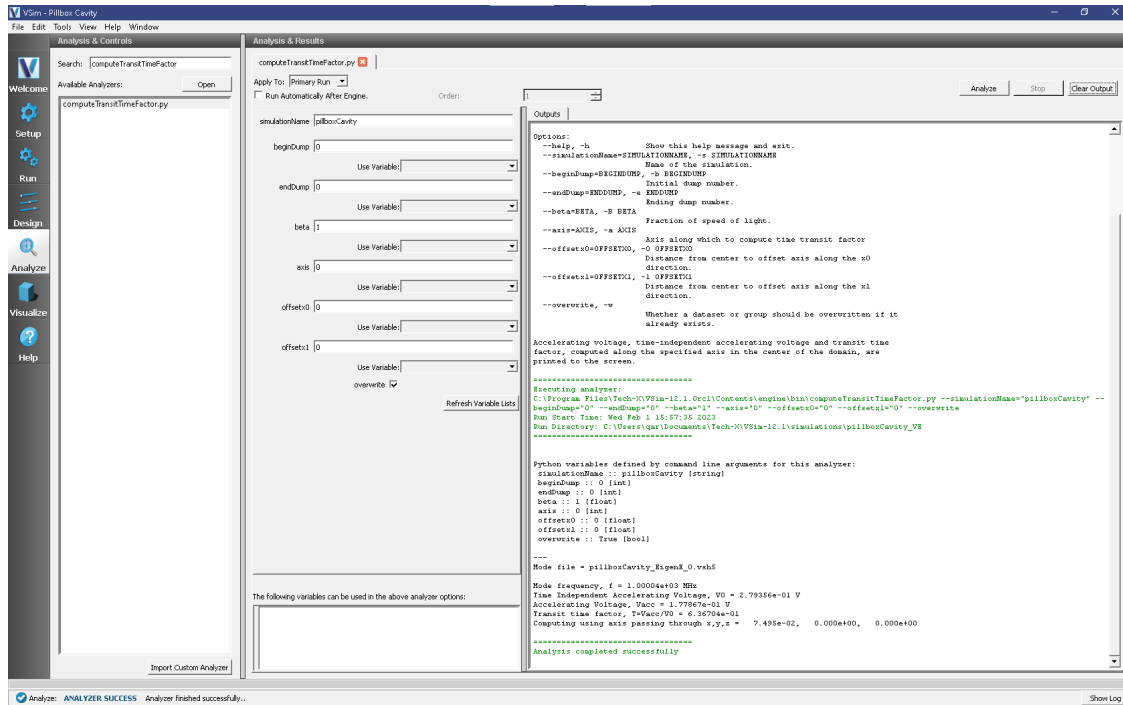 VSim - Pillbox Cavity
File Edit Tools View Help Window
Analysis & Controls
Analysis & Results
Welcome
Setup
Run
Design
Analyze
Visualize
Help
Search: computeTransitTimeFactor
Available Analyzers: Open
computeTransitTimeFactor.py
Import Custom Analyzer
computeTransitTimeFactor.py
Apply To: Primary Run
Run Automatically After Engine. Order: 1
Analyze Stop Clear Output
simulationName pillboxCavity
beginDump 0
Use Variable:
endDump 0
Use Variable:
beta 1
Use Variable:
axis 0
Use Variable:
offsetx0 0
Use Variable:
offsetx1 0
Use Variable:
overwrite
Refresh Variable Lists
The following variables can be used in the above analyzer options:
Outputs
Options:
--help, -h Show this help message and exit.
--simulationName=SIMULATIONNAME, -s SIMULATIONNAME
Name of the simulation.
--beginDump=BEGINDUMP, -b BEGINDUMP
Initial dump number.
--endDump=ENDDUMP, -e ENDDUMP
Ending dump number.
--beta=BETA, -B BETA
Fraction of speed of light.
--axis=AXIS, -a AXIS
Axis along which to compute time transit factor
--offsetx0=OFFSETX0, -O OFFSETX0
Distance from center to offset axis along the x0
direction.
--offsetx1=OFFSETX1, -l OFFSETX1
Distance from center to offset axis along the x1
direction.
--overwrite, -w
Whether a dataset or group should be overwritten if it
already exists.
Accelerating voltage, time-independent accelerating voltage and transit time
factor, computed along the specified axis in the center of the domain, are
printed to the screen.
==================================
Executing analyzer:
C:\Program Files\Tech-X\VSim-12.1.0rc1\Contents\engine\bin\computeTransitTimeFactor.py --simulationName="pillboxCavity" --
beginDump="0" --endDump="0" --beta="1" --axis="0" --offsetx0="0" --offsetx1="0" --overwrite
Run Start Time: Wed Feb 1 15:57:35 2023
Run Directory: C:\Users\qar\Documents\Tech-X\VSim-12.1\simulations\pillboxCavity_VE
==================================
Python variables defined by command line arguments for this analyzer:
simulationName :: pillboxCavity [string]
beginDump :: 0 [int]
endDump :: 0 [int]
beta :: 1 [float]
axis :: 0 [int]
offsetx0 :: 0 [float]
offsetx1 :: 0 [float]
overwrite :: True [bool]
---
Mode file = pillboxCavity_EigenE_0.vsh5
Mode frequency, f = 1.00004e+03 MHz
Time Independent Accelerating Voltage, V0 = 2.79356e-01 V
Accelerating Voltage, Vacc = 1.77867e-01 V
Transit time factor, T=Vacc/V0 = 6.36704e-01
Computing using axis passing through x,y,z = 7.495e-02, 0.000e+00, 0.000e+00
==================================
Analysis completed successfully
Analyze: ANALYZER SUCCESS Analyzer finished successfully..
Show Log